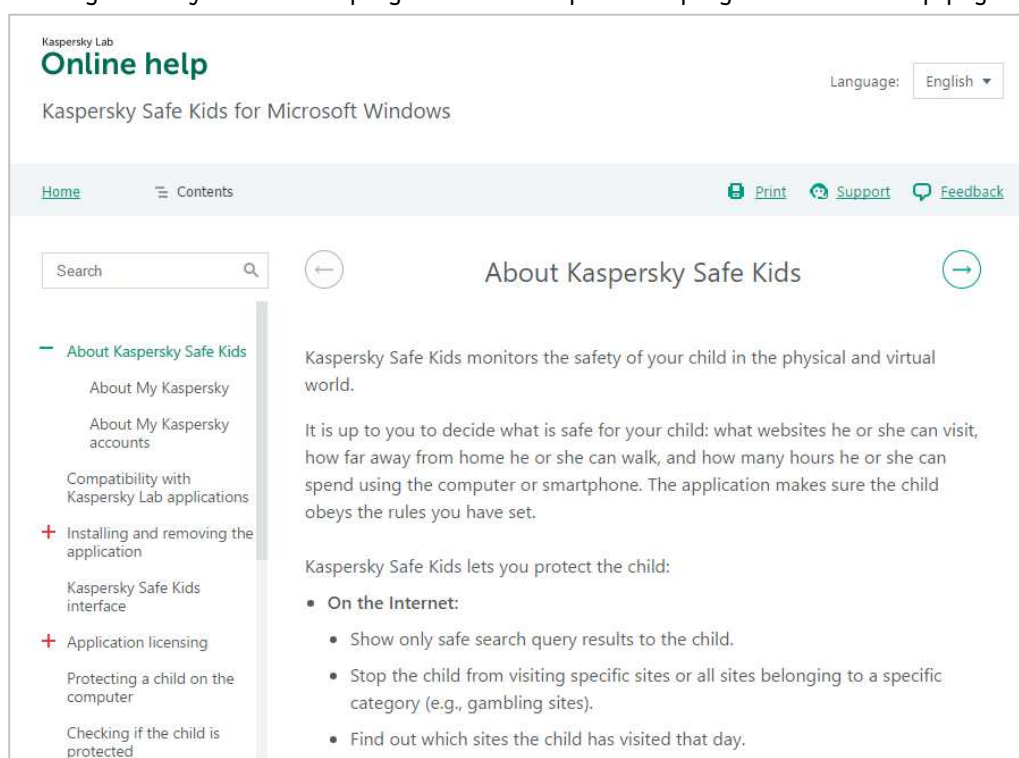 Kaspersky Lab
Online help
Kaspersky Safe Kids for Microsoft Windows
Language: English
Home Contents Print Support Feedback
Search
About Kaspersky Safe Kids
About Kaspersky Safe Kids
About My Kaspersky
About My Kaspersky
accounts
Compatibility with
Kaspersky Lab applications
Installing and removing the
application
Kaspersky Safe Kids
interface
Application licensing
Protecting a child on the
computer
Checking if the child is
protected
Kaspersky Safe Kids monitors the safety of your child in the physical and virtual
world.
It is up to you to decide what is safe for your child: what websites he or she can visit,
how far away from home he or she can walk, and how many hours he or she can
spend using the computer or smartphone. The application makes sure the child
obeys the rules you have set.
Kaspersky Safe Kids lets you protect the child:
• On the Internet:
• Show only safe search query results to the child.
• Stop the child from visiting specific sites or all sites belonging to a specific
category (e.g., gambling sites).
• Find out which sites the child has visited that day.